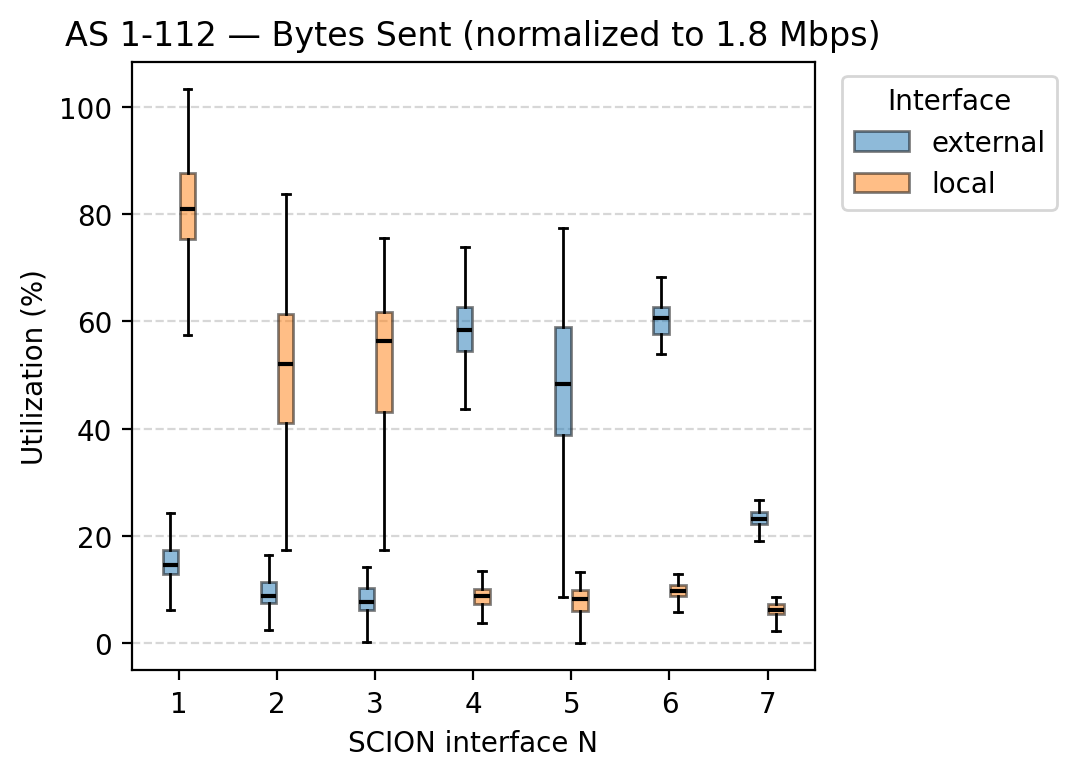 AS 1-112 — Bytes Sent (normalized to 1.8 Mbps)
Interface
external
local
Utilization (%)
100
80
60
40
20
0
1 2 3 4 5 6 7
SCION interface N